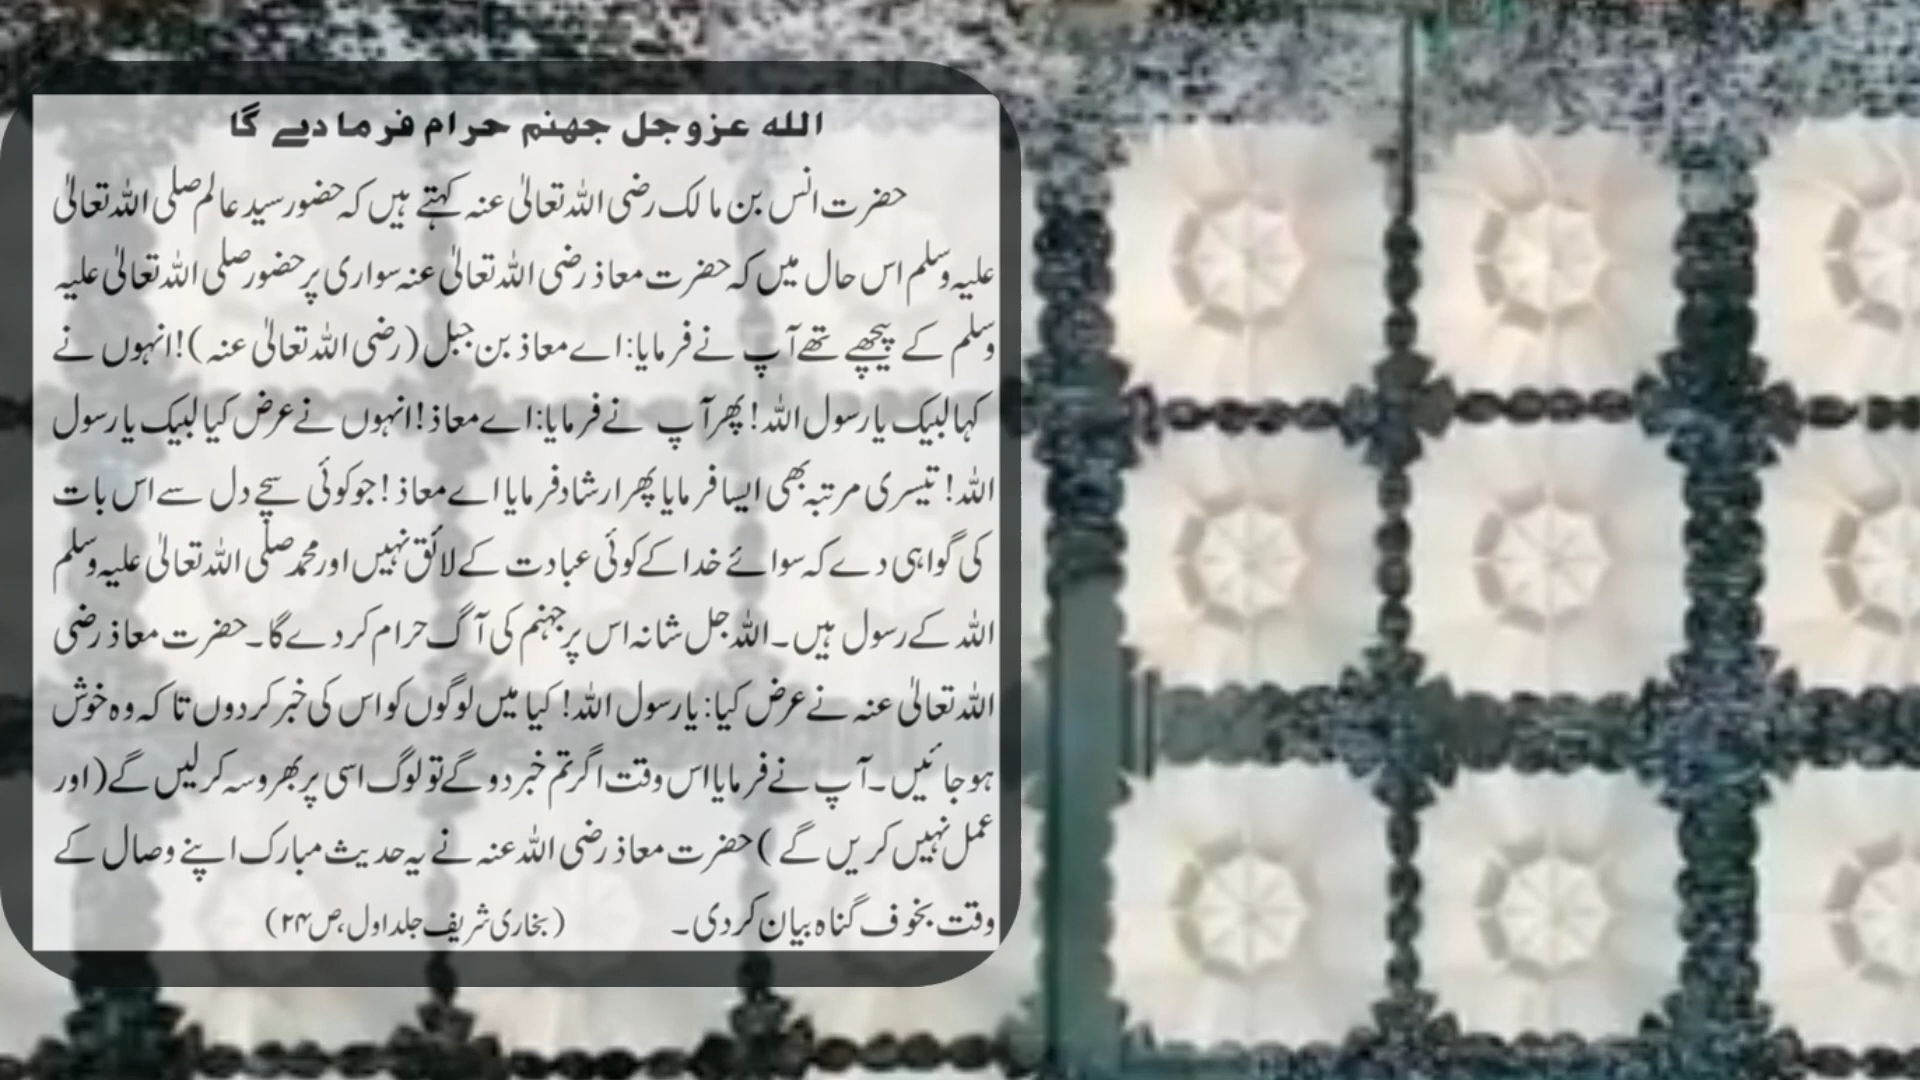 اللہ عزوجل جہنم حرام فرما دیے گا
حضرت انس بن مالک رضی اللہ تعالیٰ عنہ کہتے ہیں کہ حضور سید عالم صلی اللہ تعالیٰ
علیہ وسلم اس حال میں کہ حضرت معاذ رضی اللہ تعالیٰ عنہ سواری پر حضور صلی اللہ تعالیٰ علیہ
وسلم کے پیچھے تھے آپ نے فرمایا: اے معاذ بن جبل (رضی اللہ تعالیٰ عنہ)! انہوں نے
کہا لبیک یا رسول اللہ! پھر آپ نے فرمایا: اے معاذ! انہوں نے عرض کیا لبیک یا رسول
اللہ! تیسری مرتبہ بھی ایسا فرمایا پھر ارشاد فرمایا اے معاذ! جو کوئی سچے دل سے اس بات
کی گواہی دے کہ سوائے خدا کے کوئی عبادت کے لائق نہیں اور محمد صلی اللہ تعالیٰ علیہ وسلم
اللہ کے رسول ہیں۔ اللہ جل شانہ اس پر جہنم کی آگ حرام کر دے گا۔ حضرت معاذ رضی
اللہ تعالیٰ عنہ نے عرض کیا: یا رسول اللہ! کیا میں لوگوں کو اس کی خبر کر دوں تا کہ وہ خوش
ہو جائیں۔ آپ نے فرمایا اس وقت اگر تم خبر دو گے تو لوگ اسی پر بھروسہ کر لیں گے (اور
عمل نہیں کریں گے) حضرت معاذ رضی اللہ عنہ نے یہ حدیث مبارک اپنے وصال کے
وقت بخوف گناہ بیان کر دی۔ (بخاری شریف جلد اول، ص ۲۴)